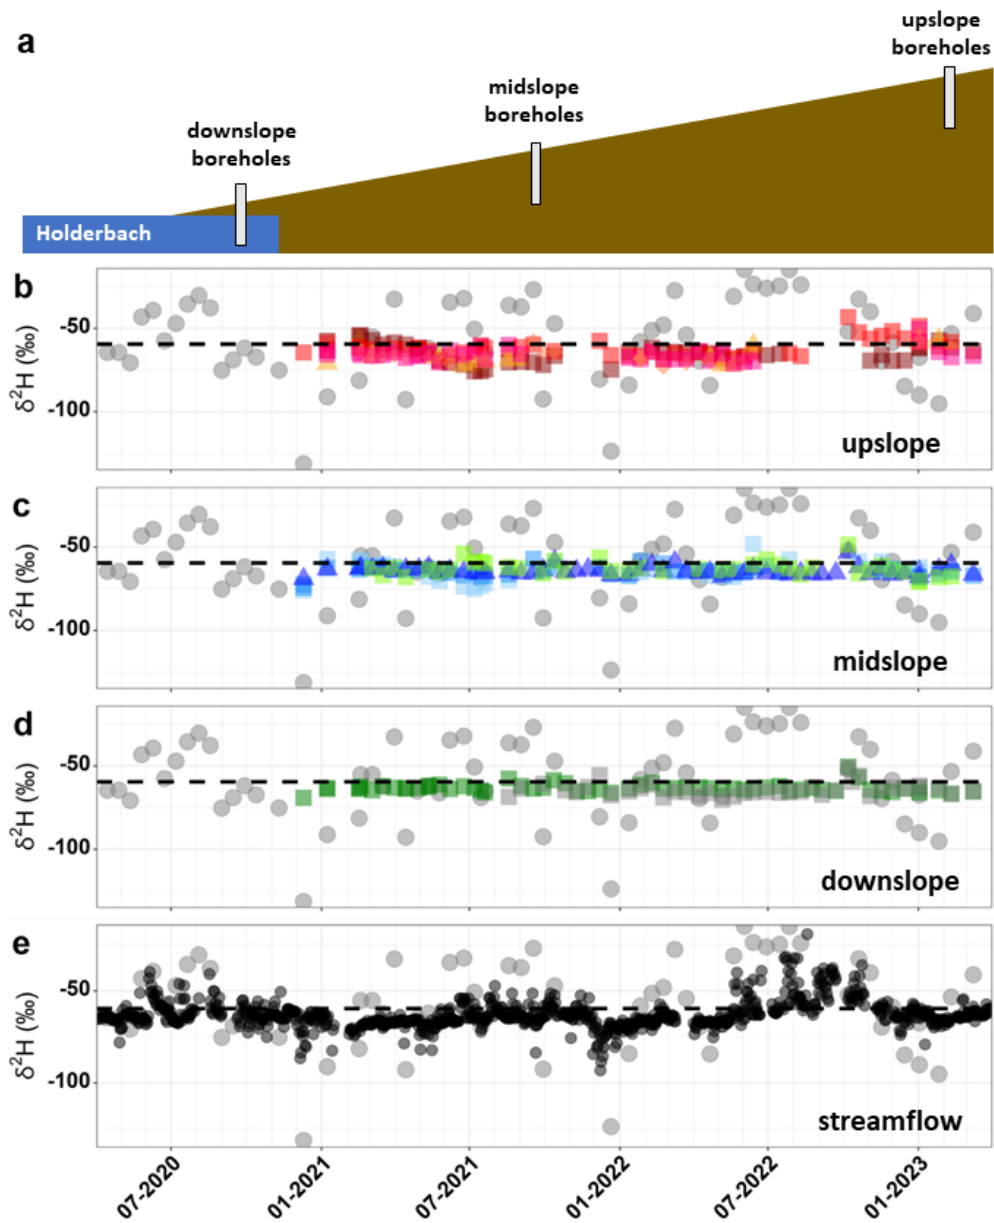 a
upslope
boreholes
midslope
boreholes
downslope
boreholes
Holderbach
b
-50
-100
δ²H (‰)
upslope
c
-50
-100
δ²H (‰)
midslope
d
-50
-100
δ²H (‰)
downslope
e
-50
-100
δ²H (‰)
streamflow
07-2020
01-2021
07-2021
01-2022
07-2022
01-2023